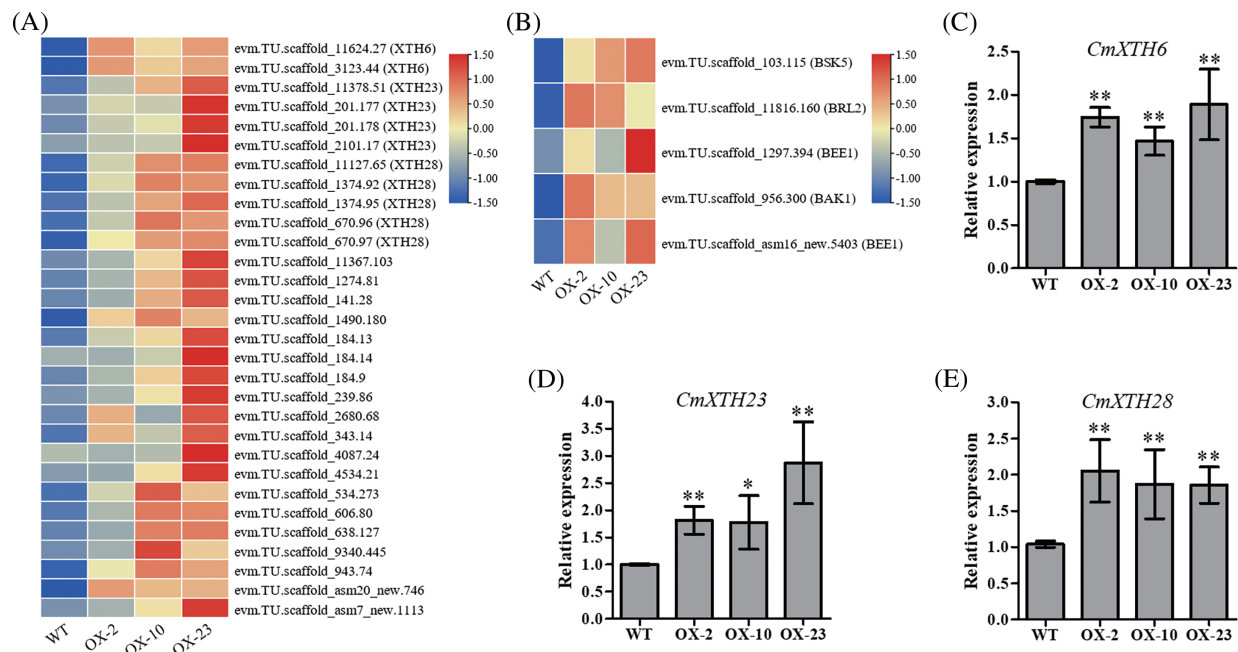 (A)
evm.TU.scaffold_11624.27 (XTH6)
evm.TU.scaffold_3123.44 (XTH6)
evm.TU.scaffold_11378.51 (XTH23)
evm.TU.scaffold_201.177 (XTH23)
evm.TU.scaffold_201.178 (XTH23)
evm.TU.scaffold_2101.17 (XTH23)
evm.TU.scaffold_11127.65 (XTH28)
evm.TU.scaffold_1374.92 (XTH28)
evm.TU.scaffold_1374.95 (XTH28)
evm.TU.scaffold_670.96 (XTH28)
evm.TU.scaffold_670.97 (XTH28)
evm.TU.scaffold_11367.103
evm.TU.scaffold_1274.81
evm.TU.scaffold_141.28
evm.TU.scaffold_1490.180
evm.TU.scaffold_184.13
evm.TU.scaffold_184.14
evm.TU.scaffold_184.9
evm.TU.scaffold_239.86
evm.TU.scaffold_2680.68
evm.TU.scaffold_343.14
evm.TU.scaffold_4087.24
evm.TU.scaffold_4534.21
evm.TU.scaffold_534.273
evm.TU.scaffold_606.80
evm.TU.scaffold_638.127
evm.TU.scaffold_9340.445
evm.TU.scaffold_943.74
evm.TU.scaffold_asm20_new.746
evm.TU.scaffold_asm7_new.1113
WT OX-2 OX-10 OX-23
1.50
1.00
0.50
0.00
-0.50
-1.00
-1.50
(B)
evm.TU.scaffold_103.115 (BSK5)
evm.TU.scaffold_11816.160 (BRL2)
evm.TU.scaffold_1297.394 (BEE1)
evm.TU.scaffold_956.300 (BAK1)
evm.TU.scaffold_asm16_new.5403 (BEE1)
WT OX-2 OX-10 OX-23
1.50
1.00
0.50
0.00
-0.50
-1.00
-1.50
(C)
CmXTH6
Relative expression
2.5
2.0
1.5
1.0
0.5
0.0
** ** **
WT OX-2 OX-10 OX-23
(D)
CmXTH23
Relative expression
4.0
3.5
3.0
2.5
2.0
1.5
1.0
0.5
0.0
** * **
WT OX-2 OX-10 OX-23
(E)
CmXTH28
Relative expression
3.0
2.5
2.0
1.5
1.0
0.5
0.0
** ** **
WT OX-2 OX-10 OX-23